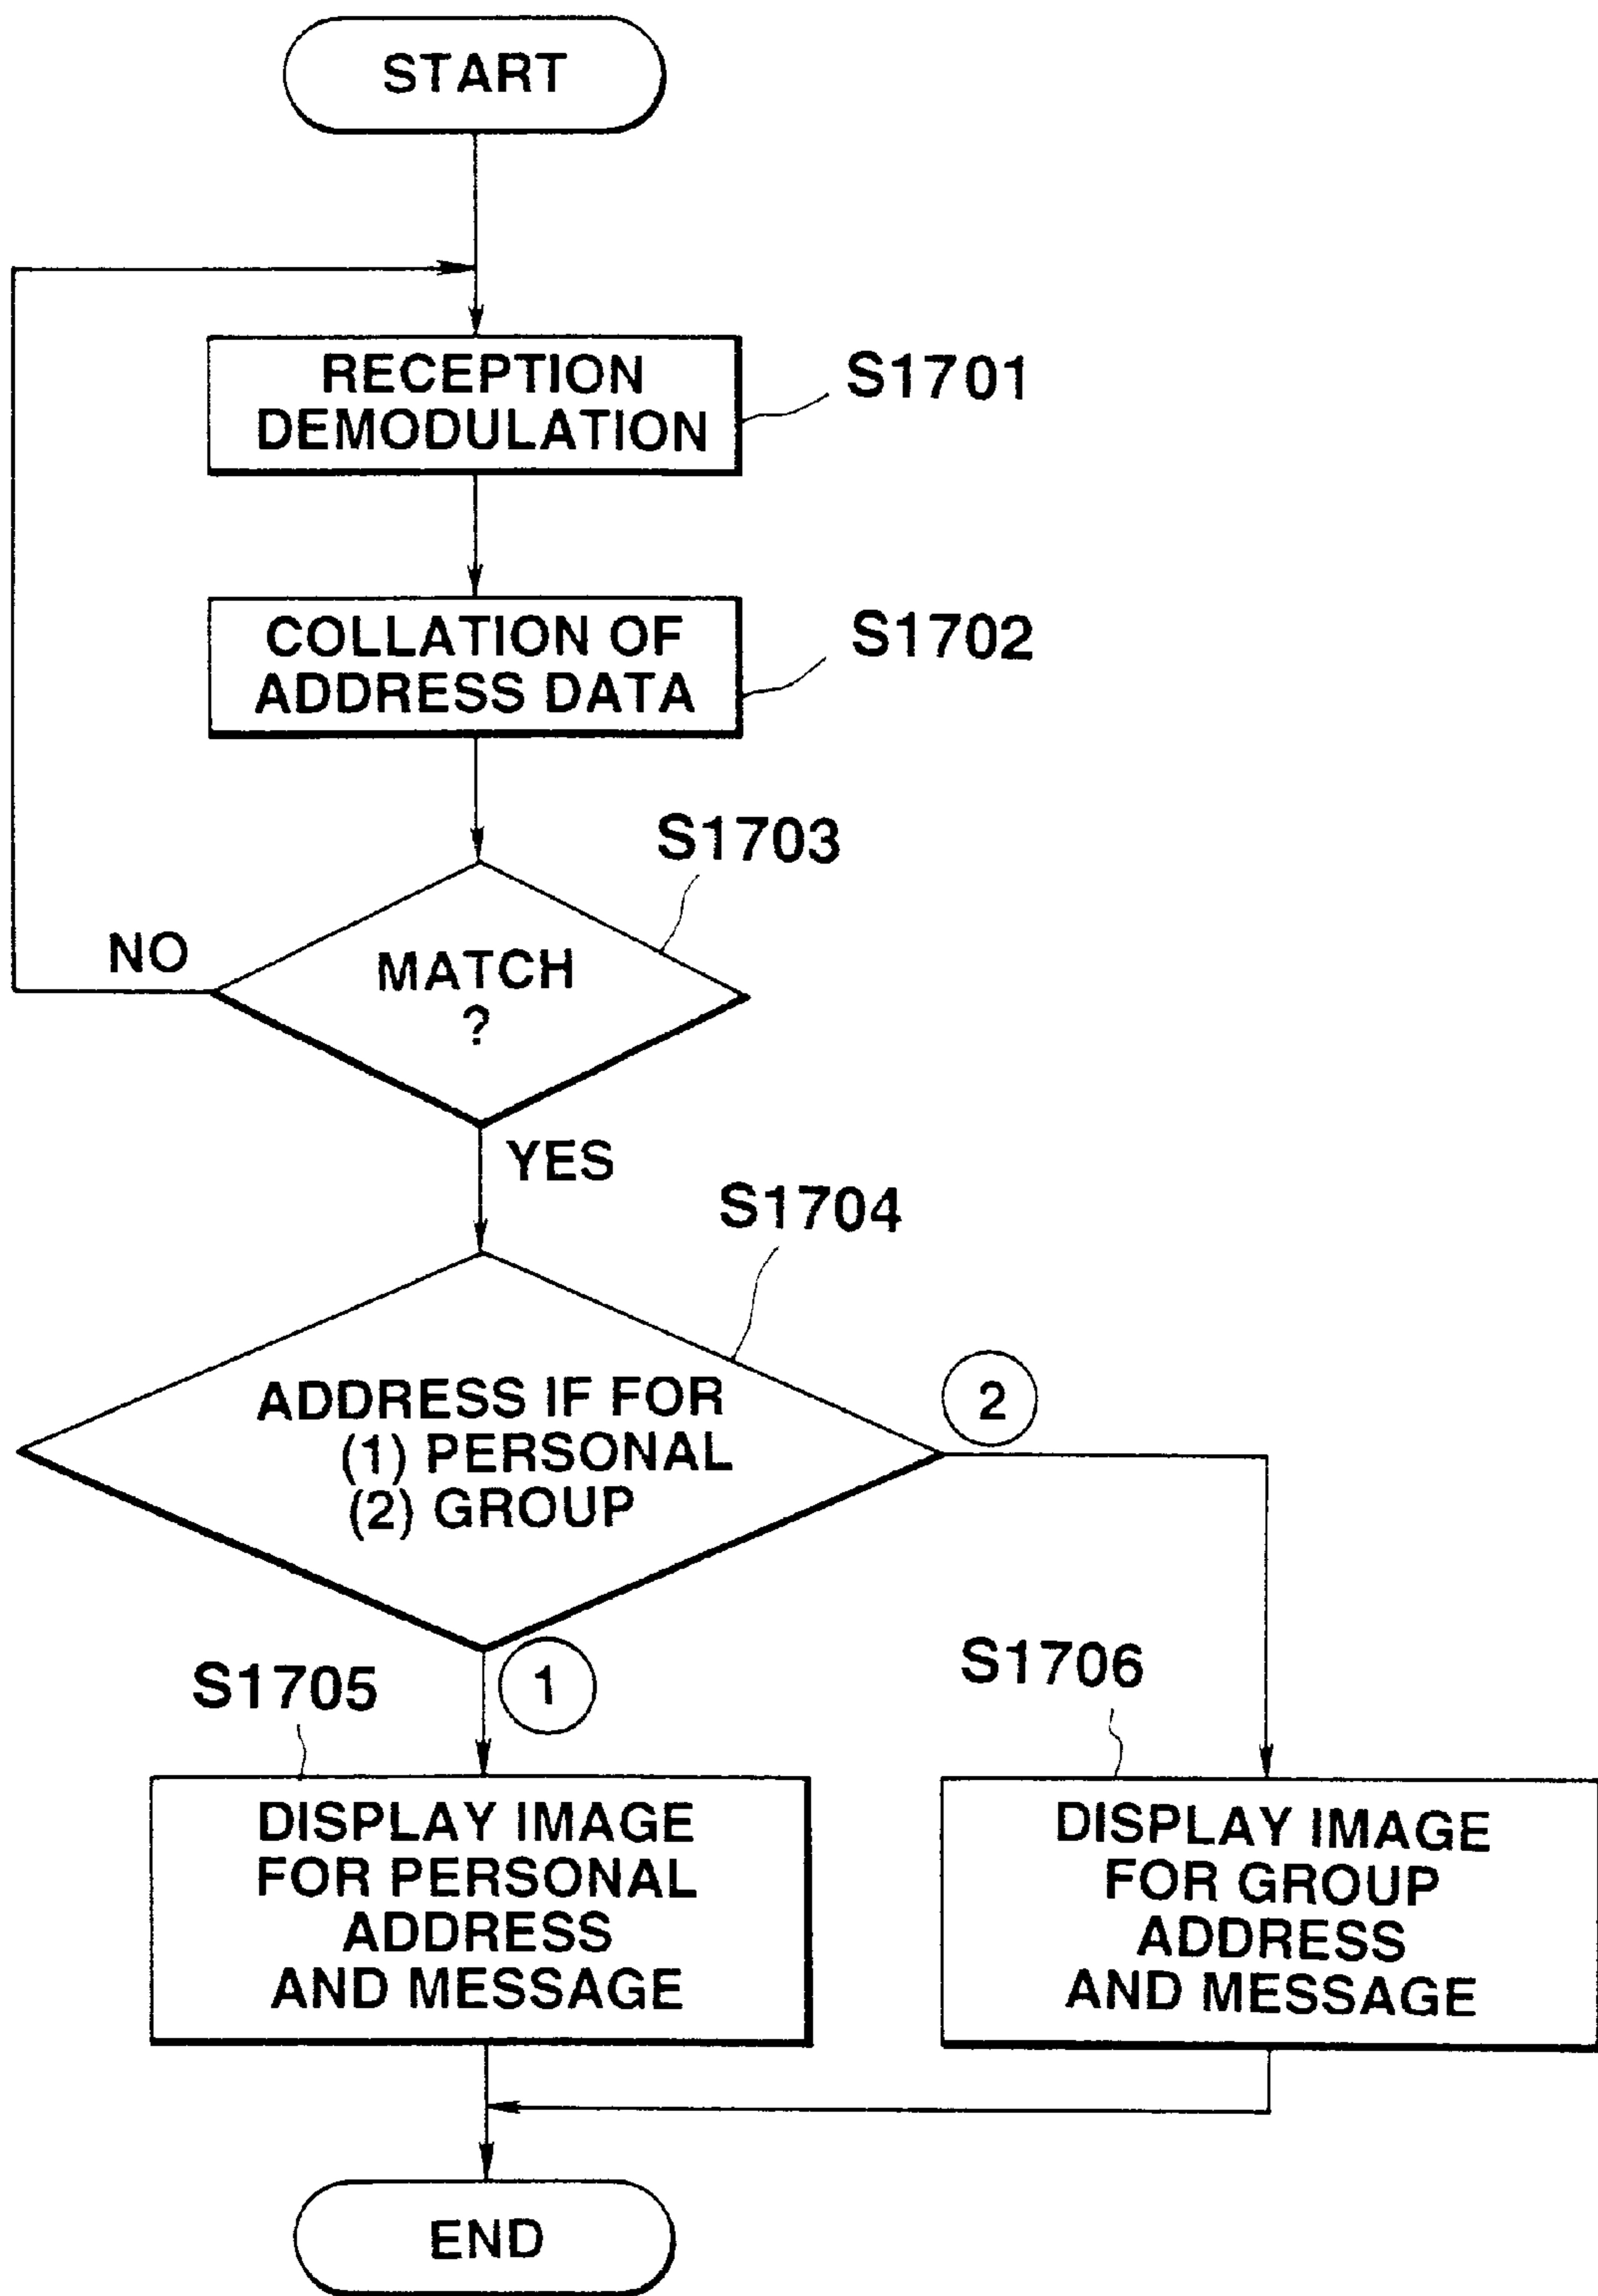 START
RECEPTION
DEMODULATION
S1701
COLLATION OF
ADDRESS DATA
S1702
S1703
NO
MATCH
?
YES
S1704
ADDRESS IF FOR
(1) PERSONAL
(2) GROUP
2
1
S1705
S1706
DISPLAY IMAGE
FOR PERSONAL
ADDRESS
AND MESSAGE
DISPLAY IMAGE
FOR GROUP
ADDRESS
AND MESSAGE
END